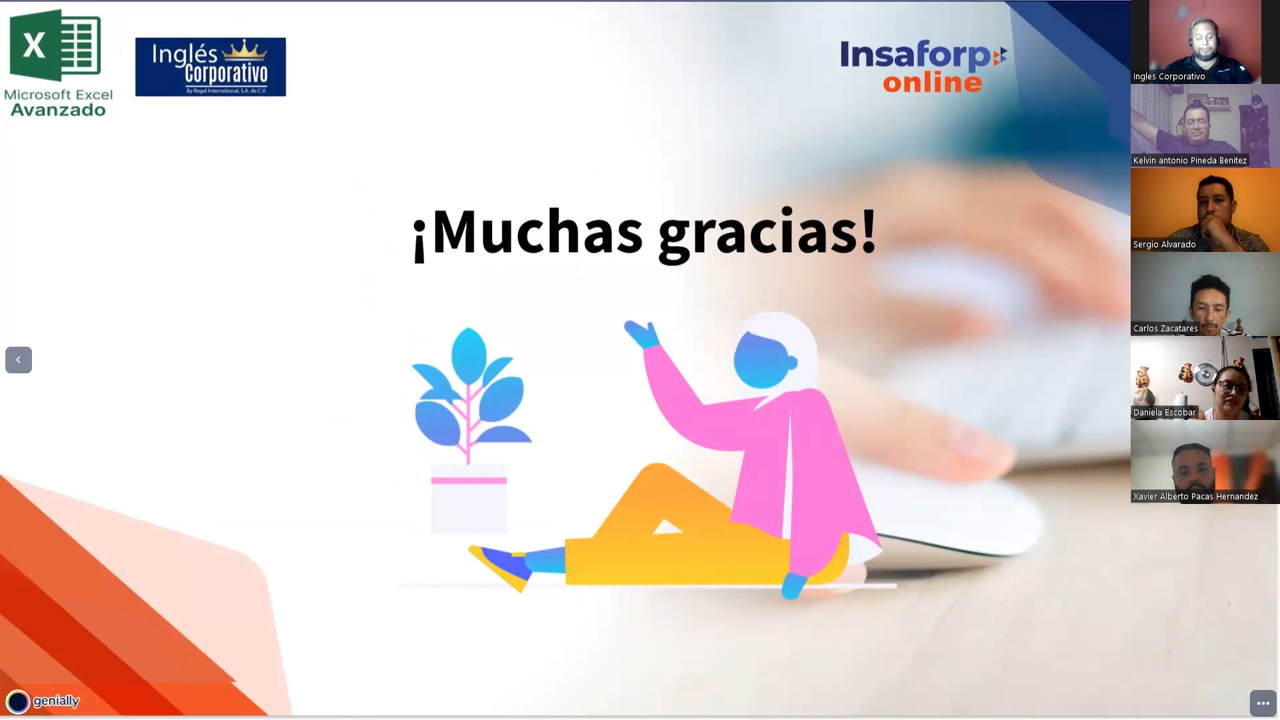 Microsoft Excel
Avanzado
Inglés
Corporativo
By Regal International, S.A. de C.V.
Insaforp
online
¡Muchas gracias!
Ingles Corporativo
Kelvin antonio Pineda Benitez
Sergio Alvarado
Carlos Zacatares
Daniela Escobar
Xavier Alberto Pacas Hernandez
genially